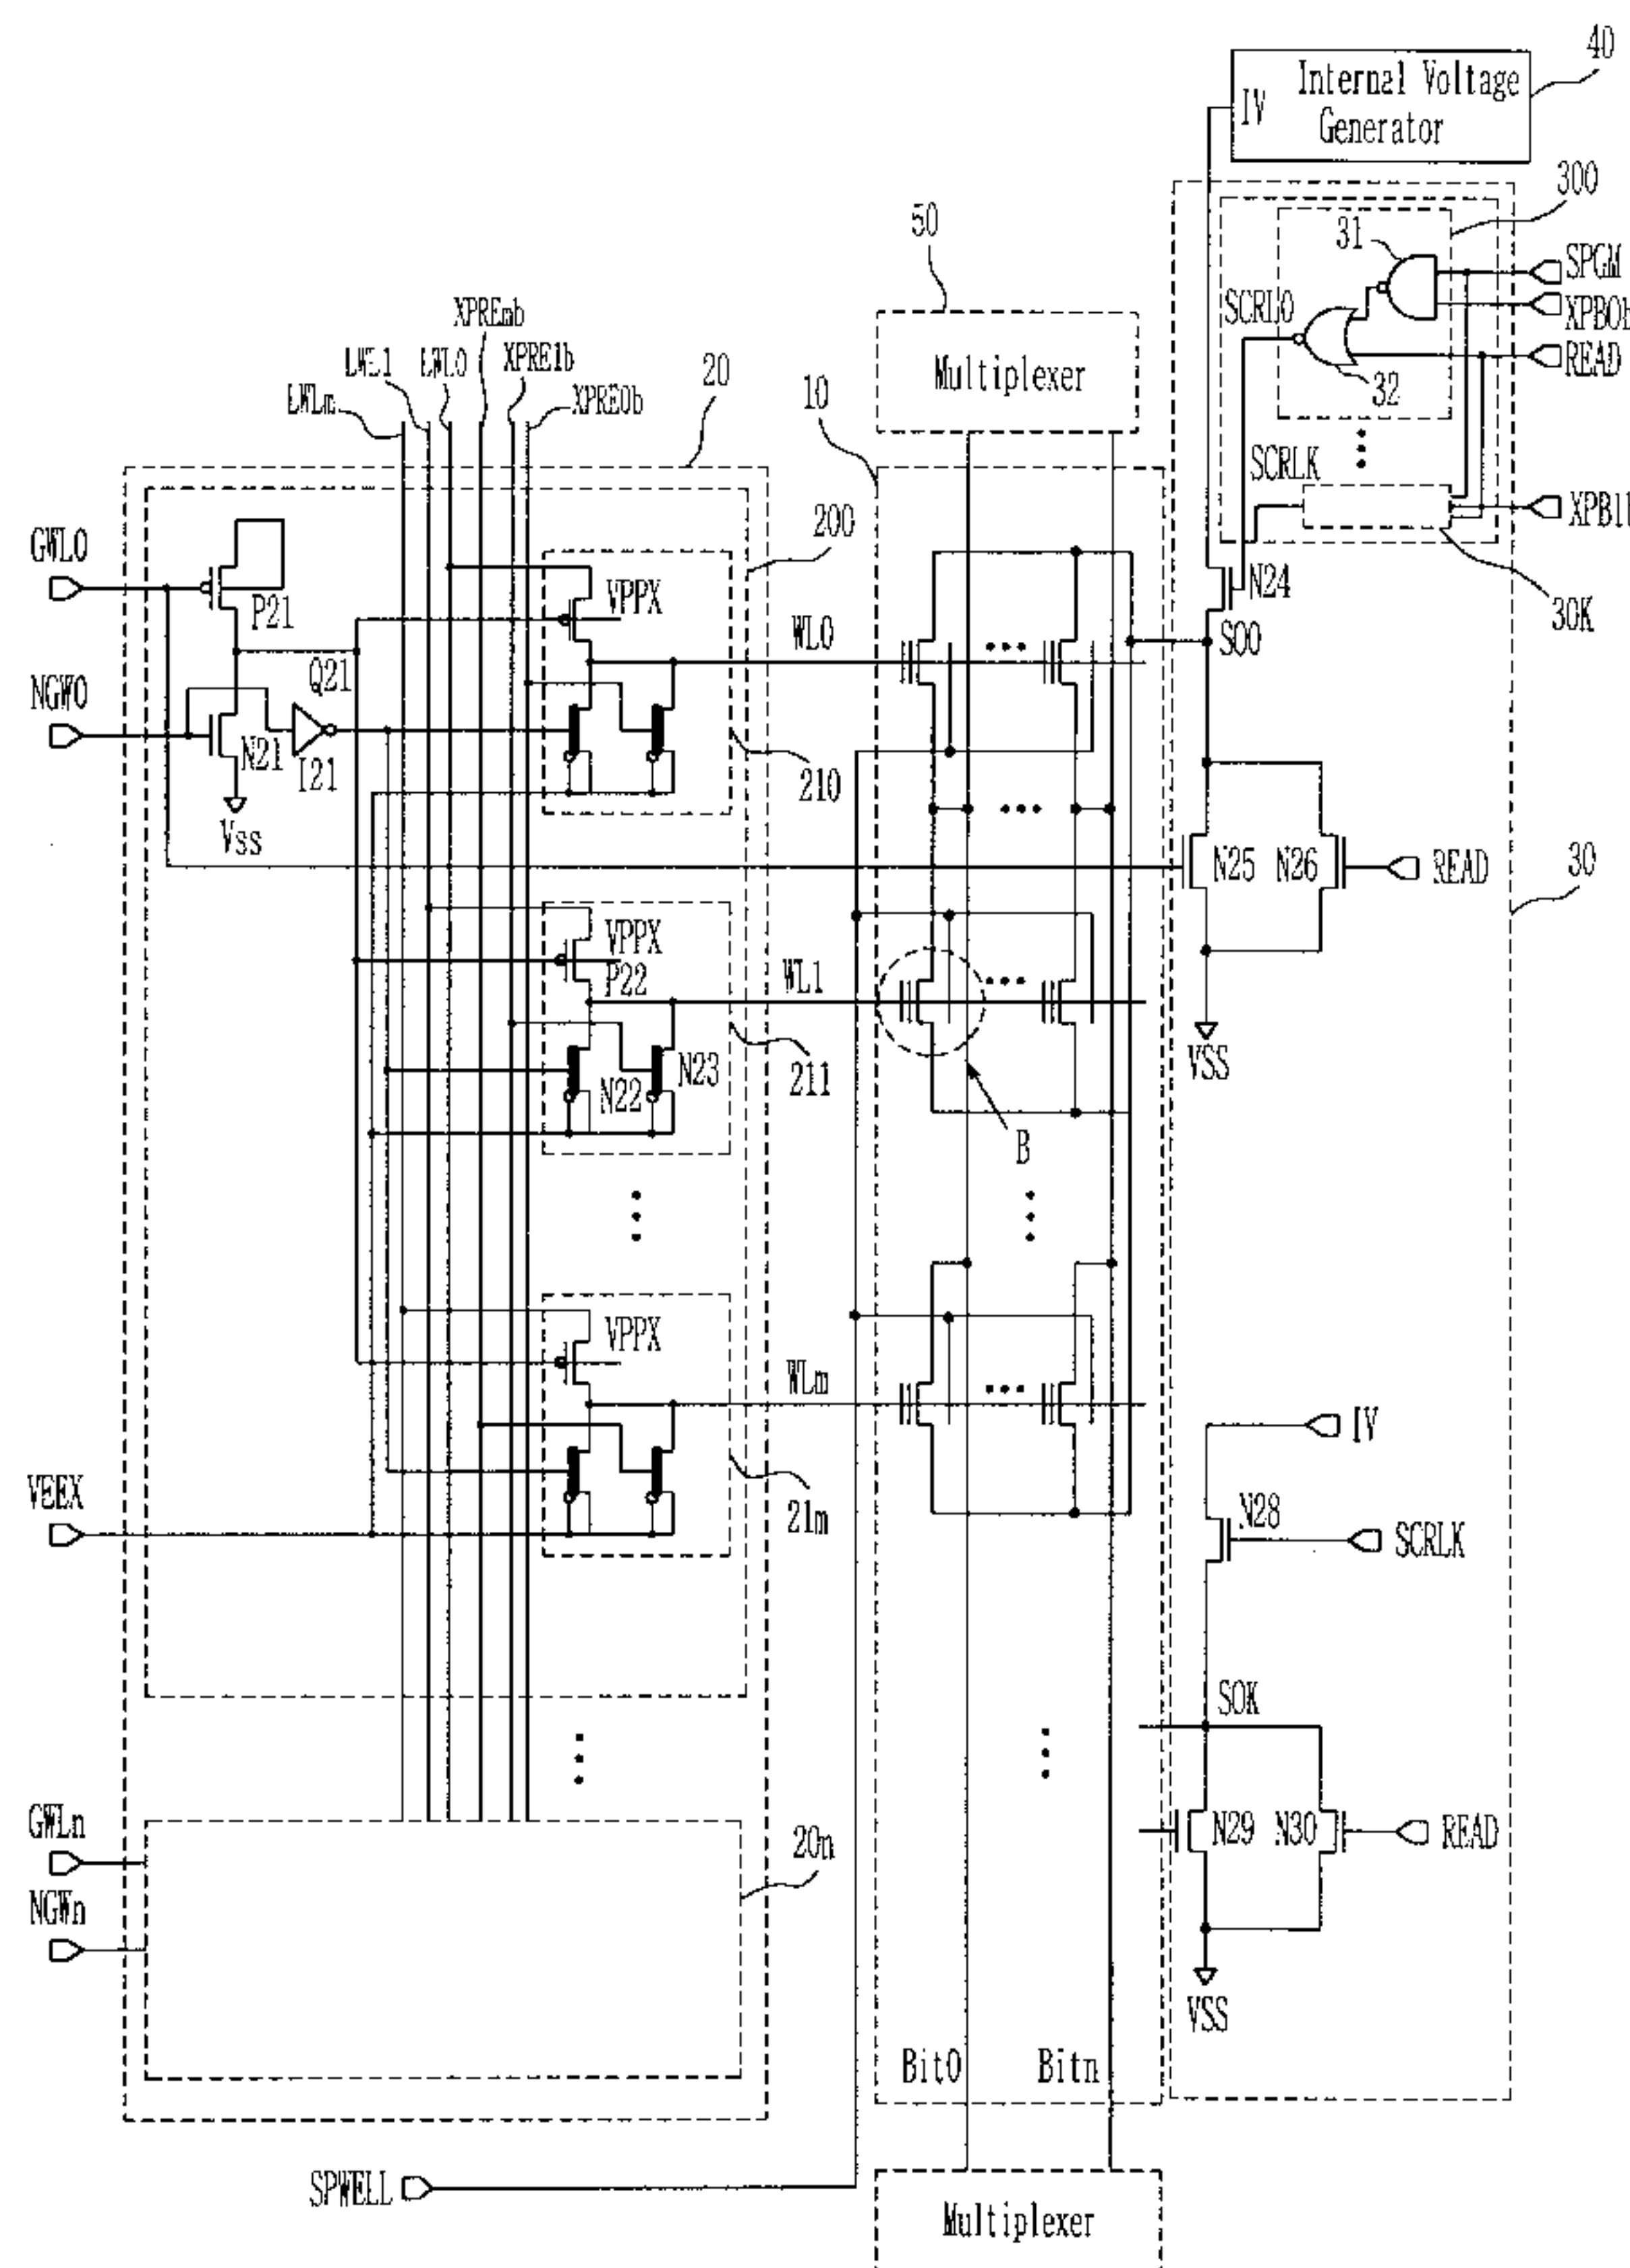 40
Internal Voltage
Generator
IV
300
31
SPGM
XPB0b
READ
SCRL0
32
SCRLK
XPB1b
30K
50
Multiplexer
XPREmb
LWL1
LWL0
XPRE1b
LWLm
XPRE0b
20
10
200
GWL0
P21
VPPX
WL0
N24
S00
NGW0
Q21
N21
I21
Vss
210
N25
N26
READ
30
VPPX
P22
WL1
N22
N23
211
VSS
B
VPPX
WLm
IV
VEEX
21m
N28
SCRLK
SOK
GWLn
NGWn
20n
N29
N30
READ
VSS
Bit0
Bitn
SPWELL
Multiplexer